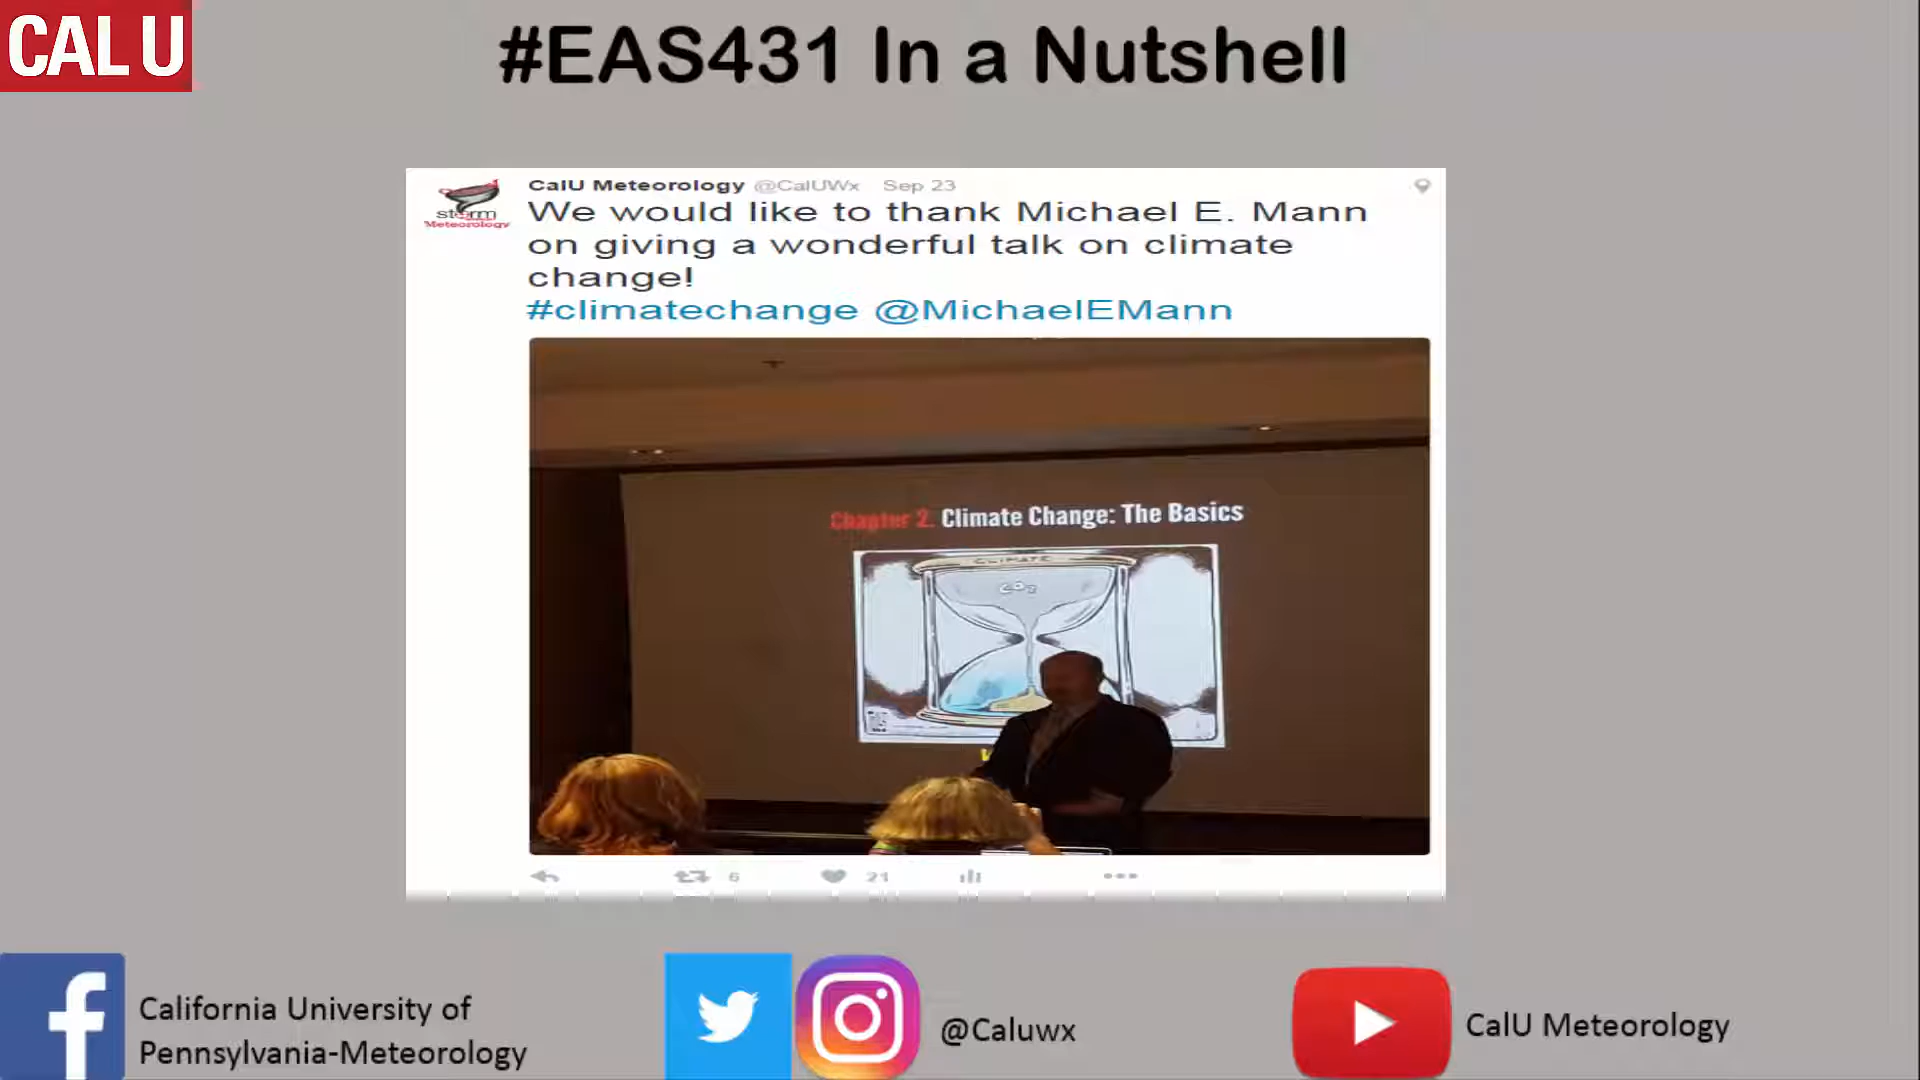 CAL U
#EAS431 In a Nutshell
CalU Meteorology @CalUWx Sep 23
storm
Meteorology
We would like to thank Michael E. Mann
on giving a wonderful talk on climate
change!
#climatechange @MichaelEMann
Chapter 2. Climate Change: The Basics
CLIMATE
CO2
6
21
California University of
Pennsylvania-Meteorology
@Caluwx
CalU Meteorology